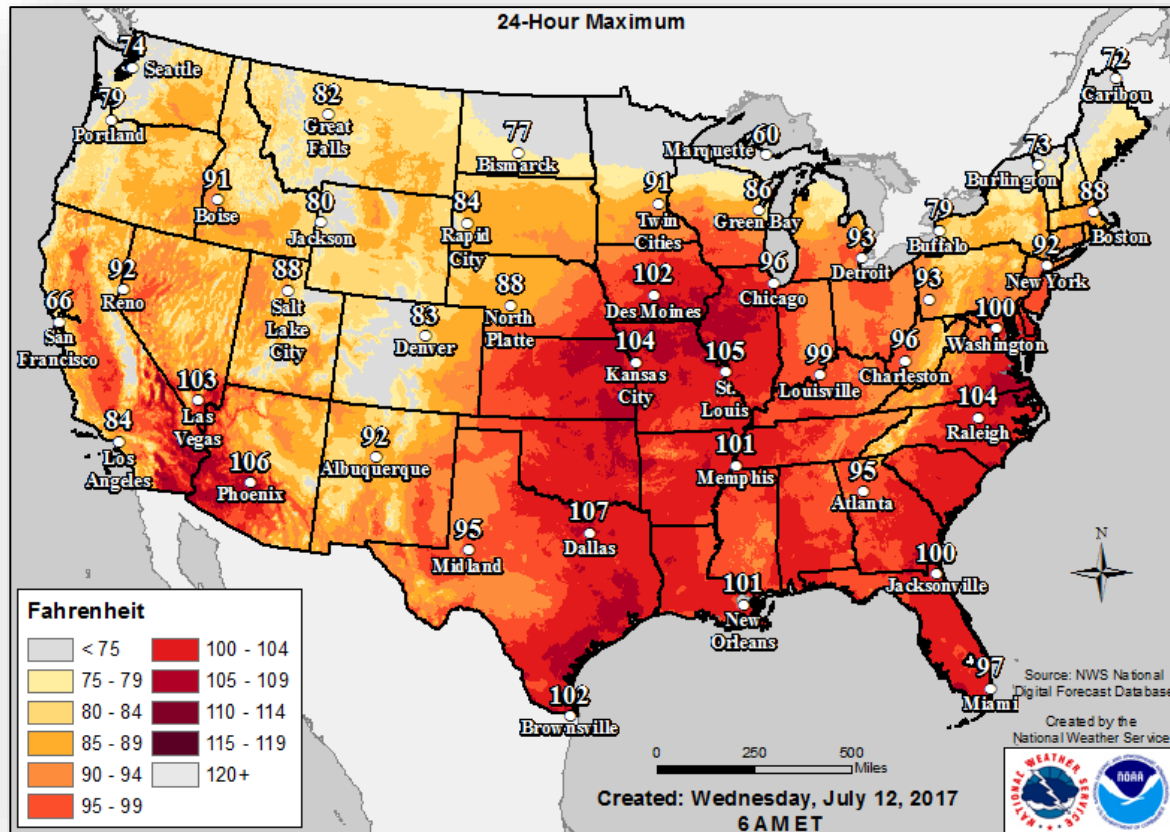 24-Hour Maximum
74
Seattle
79
Portland
82
Great
Falls
77
Bismarck
60
Marquette
72
Caribou
73
Burlington
91
Boise
80
Jackson
84
Rapid
City
91
Twin
Cities
86
Green Bay
79
Buffalo
88
Boston
93
Detroit
92
New York
92
Reno
88
Salt
Lake
City
66
San
Francisco
83
Denver
88
North
Platte
102
Des Moines
96
Chicago
93
100
Washington
104
Kansas
City
105
St.
Louis
99
Louisville
96
Charleston
104
Raleigh
103
Las
Vegas
84
Los
Angeles
106
Phoenix
92
Albuquerque
101
Memphis
95
Atlanta
95
Midland
107
Dallas
100
Jacksonville
101
New
Orleans
97
Miami
102
Brownsville
N
Fahrenheit
< 75
75 - 79
80 - 84
85 - 89
90 - 94
95 - 99
100 - 104
105 - 109
110 - 114
115 - 119
120+
0 250 500
Miles
Created: Wednesday, July 12, 2017
6 AM ET
Source: NWS National
Digital Forecast Database
Created by the
National Weather Service
NATIONAL WEATHER SERVICE
NOAA